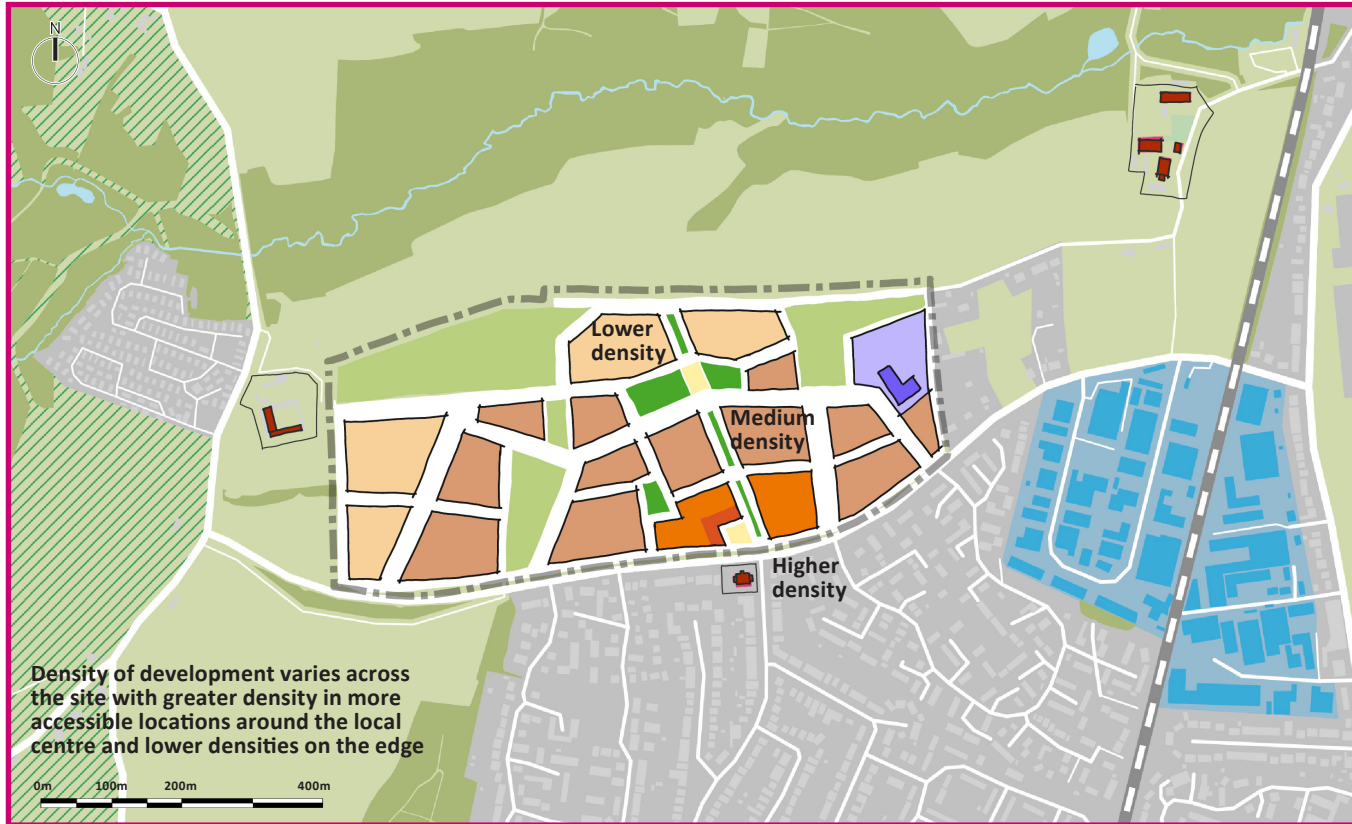 N
Lower
density
Medium
density
Higher
density
Density of development varies across
the site with greater density in more
accessible locations around the local
centre and lower densities on the edge
0m 100m 200m 400m